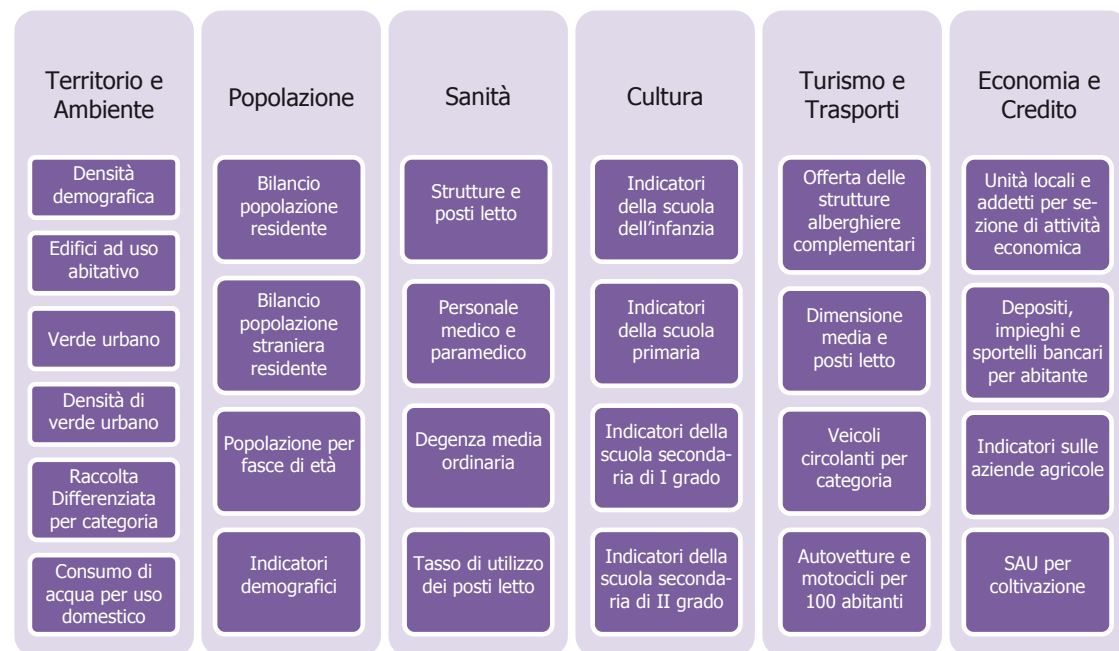 Territorio e
Ambiente
Densità
demografica
Edifici ad uso
abitativo
Verde urbano
Densità di
verde urbano
Raccolta
Differenziata
per categoria
Consumo di
acqua per uso
domestico
Popolazione
Bilancio
popolazione
residente
Bilancio
popolazione
straniera
residente
Popolazione per
fasce di età
Indicatori
demografici
Sanità
Strutture e
posti letto
Personale
medico e
paramedico
Degenza media
ordinaria
Tasso di utilizzo
dei posti letto
Cultura
Indicatori
della scuola
dell'infanzia
Indicatori
della scuola
primaria
Indicatori della
scuola seconda-
ria di I grado
Indicatori della
scuola seconda-
ria di II grado
Turismo e
Trasporti
Offerta delle
strutture
alberghiere
complementari
Dimensione
media e
posti letto
Veicoli
circolanti per
categoria
Autovetture e
motocicli per
100 abitanti
Economia e
Credito
Unità locali e
addetti per se-
zione di attività
economica
Depositi,
impieghi e
sportelli bancari
per abitante
Indicatori sulle
aziende agricole
SAU per
coltivazione